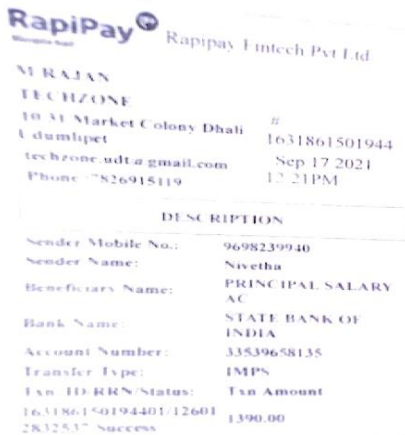 RapiPay
Rapipay Fintech Pvt Ltd
M RAJAN
TECHZONE
10 31 Market Colony Dhali
Udumlipet
techzone.udt@gmail.com
Phone :7826915119
#
1631861501944
Sep 17 2021
12:21PM
DESCRIPTION
Sender Mobile No.: 9698239940
Sender Name: Nivetha
Beneficiary Name: PRINCIPAL SALARY
AC
Bank Name: STATE BANK OF
INDIA
Account Number: 33539658135
Transfer Type: IMPS
Txn. ID-RRN/Status: Txn Amount
163186150194401/12601
2832537 Success
1390.00